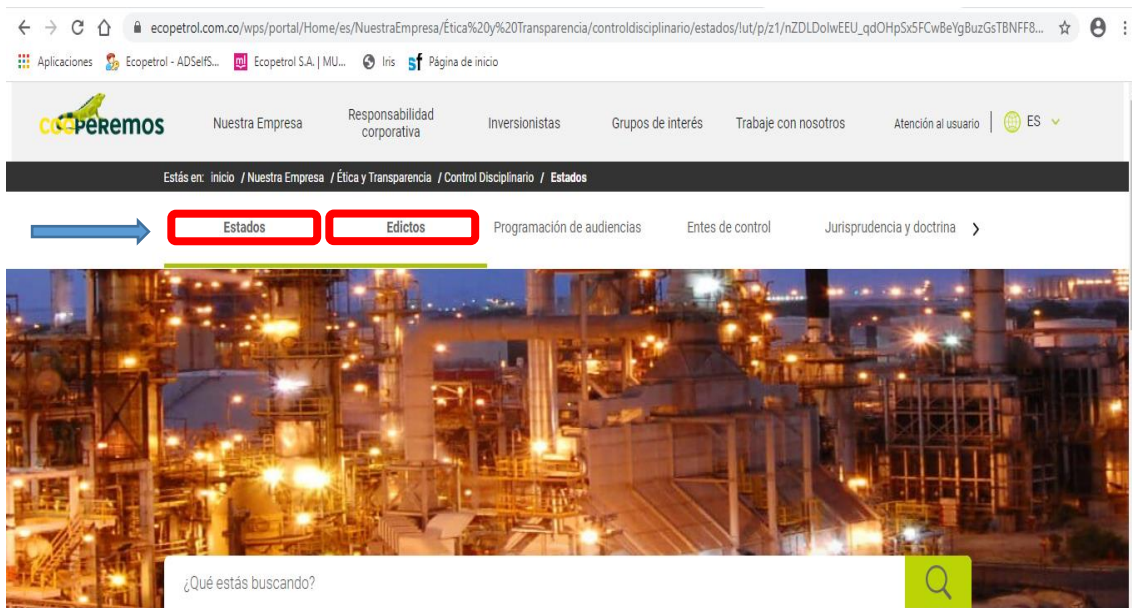 ecopetrol.com.co/wps/portal/Home/es/NuestraEmpresa/Ética%20y%20Transparencia/controldisciplinario/estados/!ut/p/z1/nZDLDolwEEU_qdOHpSx5FCwBeYgBuzGsTBNFF8...
Aplicaciones Ecopetrol - ADSelfS... Ecopetrol S.A. | MU... Iris Página de inicio
COOPEREMOS Nuestra Empresa Responsabilidad corporativa Inversionistas Grupos de interés Trabaje con nosotros Atención al usuario | ES
Estás en: inicio / Nuestra Empresa / Ética y Transparencia / Control Disciplinario / Estados
Estados Edictos Programación de audiencias Entes de control Jurisprudencia y doctrina
¿Qué estás buscando?